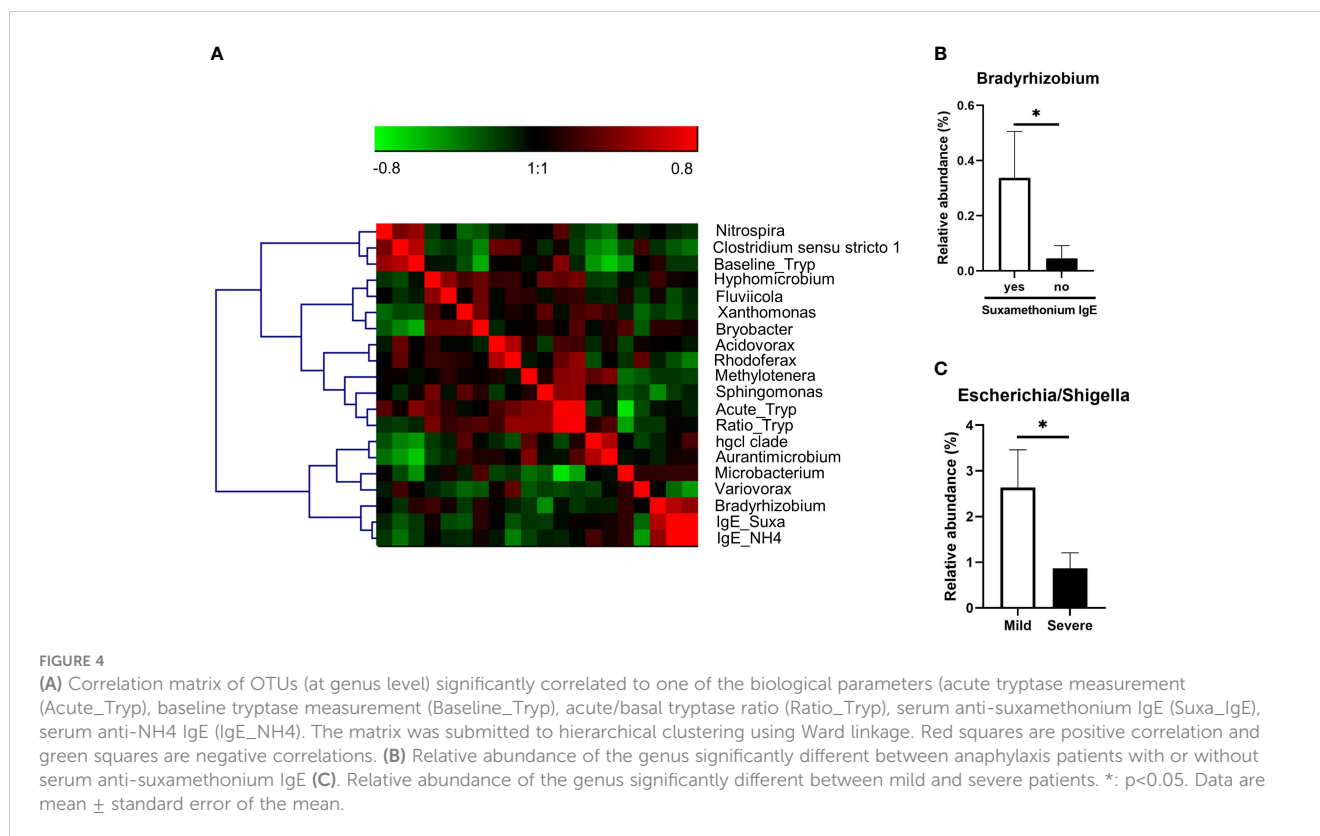 A
-0.8 1:1 0.8
Nitrospira
Clostridium sensu stricto 1
Baseline_Tryp
Hyphomicrobium
Fluviicola
Xanthomonas
Bryobacter
Acidovorax
Rhodoferax
Methylotenera
Sphingomonas
Acute_Tryp
Ratio_Tryp
hgcl clade
Aurantimicrobium
Microbacterium
Variovorax
Bradyrhizobium
IgE_Suxa
IgE_NH4
B
Bradyrhizobium
Relative abundance (%)
0.6
0.4
0.2
0.0
*
yes no
Suxamethonium IgE
C
Escherichia/Shigella
Relative abundance (%)
4
3
2
1
0
*
Mild Severe
FIGURE 4
(A) Correlation matrix of OTUs (at genus level) significantly correlated to one of the biological parameters (acute tryptase measurement
(Acute_Tryp), baseline tryptase measurement (Baseline_Tryp), acute/basal tryptase ratio (Ratio_Tryp), serum anti-suxamethonium IgE (Suxa_IgE),
serum anti-NH4 IgE (IgE_NH4). The matrix was submitted to hierarchical clustering using Ward linkage. Red squares are positive correlation and
green squares are negative correlations. (B) Relative abundance of the genus significantly different between anaphylaxis patients with or without
serum anti-suxamethonium IgE (C). Relative abundance of the genus significantly different between mild and severe patients. *: p<0.05. Data are
mean ± standard error of the mean.